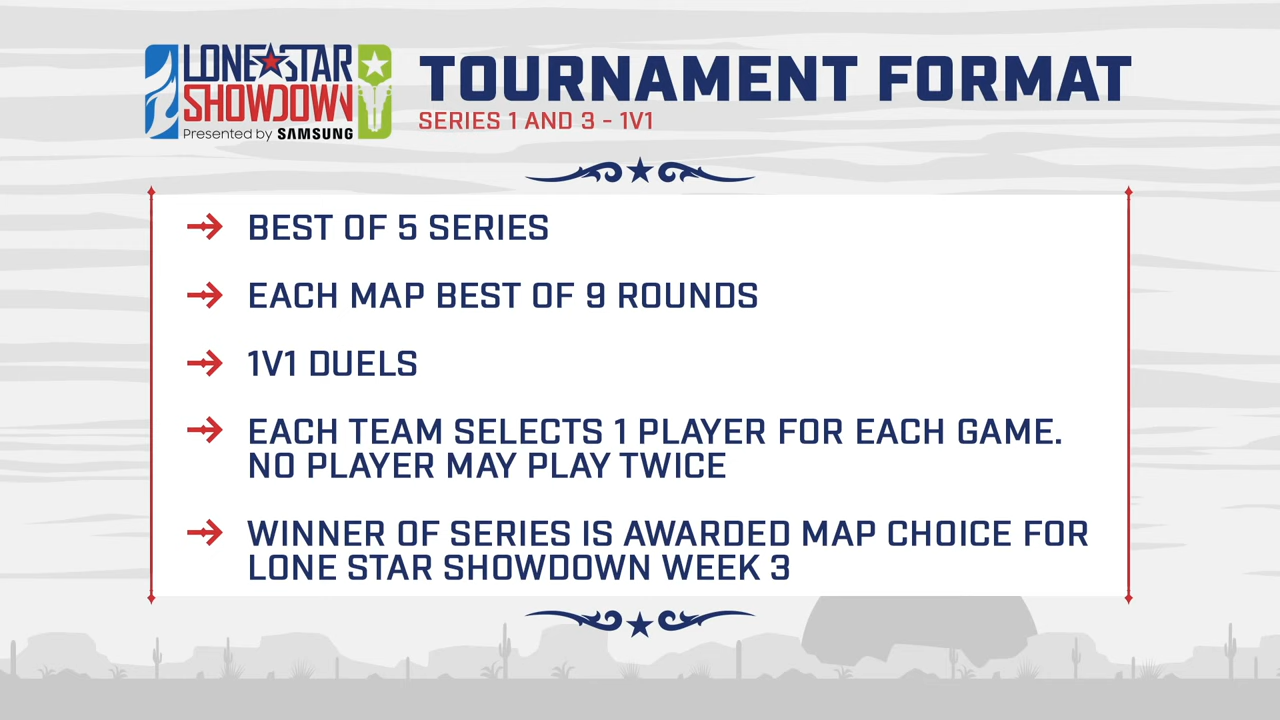 LONE STAR
SHOWDOWN
Presented by SAMSUNG
TOURNAMENT FORMAT
SERIES 1 AND 3 - 1V1
BEST OF 5 SERIES
EACH MAP BEST OF 9 ROUNDS
1V1 DUELS
EACH TEAM SELECTS 1 PLAYER FOR EACH GAME.
NO PLAYER MAY PLAY TWICE
WINNER OF SERIES IS AWARDED MAP CHOICE FOR
LONE STAR SHOWDOWN WEEK 3